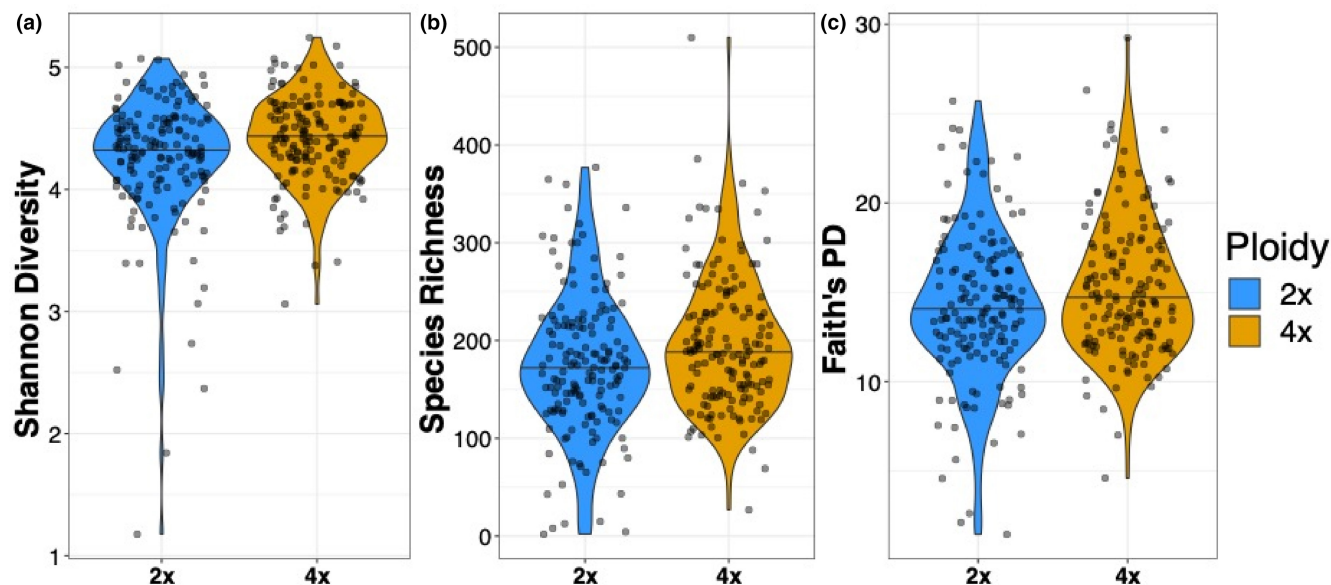 (a)
Shannon Diversity
5
4
3
2
1
2x
4x
(b)
Species Richness
500
400
300
200
100
0
2x
4x
(c)
Faith's PD
30
20
10
2x
4x
Ploidy
2x
4x